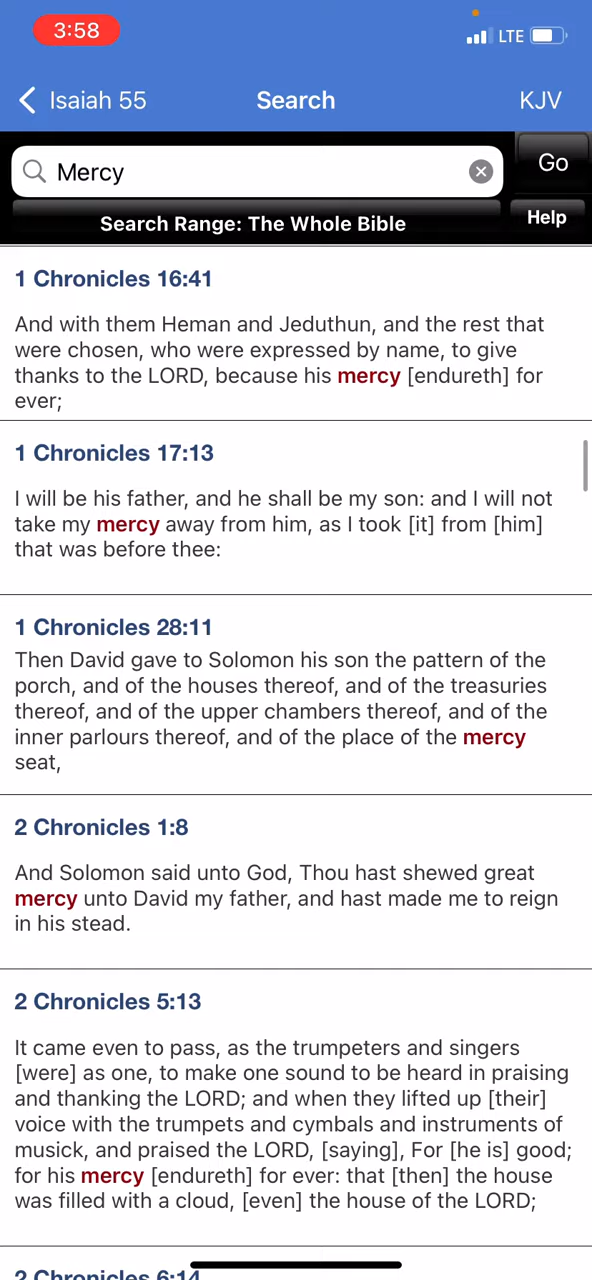 3:58
LTE
Isaiah 55
Search
KJV
Mercy
Go
Search Range: The Whole Bible
Help
1 Chronicles 16:41
And with them Heman and Jeduthun, and the rest that
were chosen, who were expressed by name, to give
thanks to the LORD, because his mercy [endureth] for
ever;
1 Chronicles 17:13
I will be his father, and he shall be my son: and I will not
take my mercy away from him, as I took [it] from [him]
that was before thee:
1 Chronicles 28:11
Then David gave to Solomon his son the pattern of the
porch, and of the houses thereof, and of the treasuries
thereof, and of the upper chambers thereof, and of the
inner parlours thereof, and of the place of the mercy
seat,
2 Chronicles 1:8
And Solomon said unto God, Thou hast shewed great
mercy unto David my father, and hast made me to reign
in his stead.
2 Chronicles 5:13
It came even to pass, as the trumpeters and singers
[were] as one, to make one sound to be heard in praising
and thanking the LORD; and when they lifted up [their]
voice with the trumpets and cymbals and instruments of
musick, and praised the LORD, [saying], For [he is] good;
for his mercy [endureth] for ever: that [then] the house
was filled with a cloud, [even] the house of the LORD;
2 Chronicles 6:14